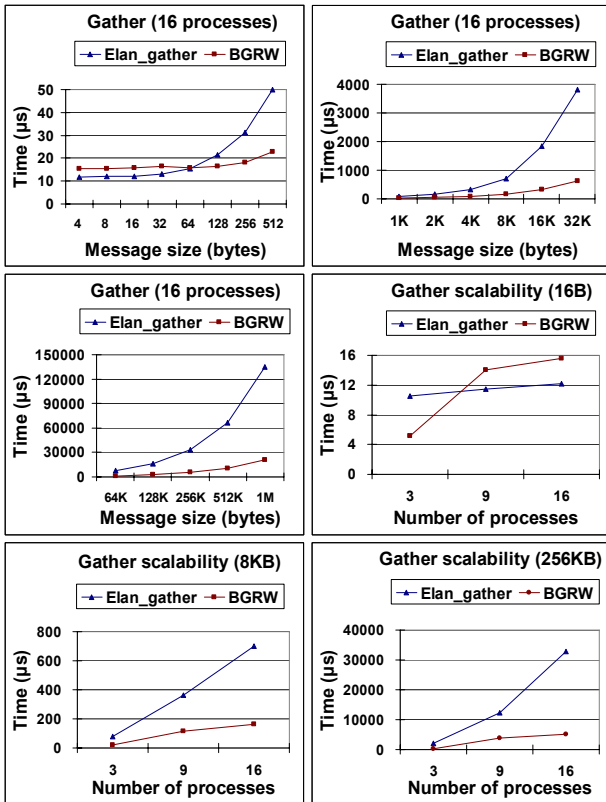 Gather (16 processes)
Elan_gather BGRW
Time (µs)
50
40
30
20
10
0
4 8 16 32 64 128 256 512
Message size (bytes)
Gather (16 processes)
Elan_gather BGRW
Time (µs)
4000
3000
2000
1000
0
1K 2K 4K 8K 16K 32K
Message size (bytes)
Gather (16 processes)
Elan_gather BGRW
Time (µs)
150000
120000
90000
60000
30000
0
64K 128K 256K 512K 1M
Message size (bytes)
Gather scalability (16B)
Elan_gather BGRW
Time (µs)
16
12
8
4
0
3 9 16
Number of processes
Gather scalability (8KB)
Elan_gather BGRW
Time (µs)
800
600
400
200
0
3 9 16
Number of processes
Gather scalability (256KB)
Elan_gather BGRW
Time (µs)
40000
30000
20000
10000
0
3 9 16
Number of processes